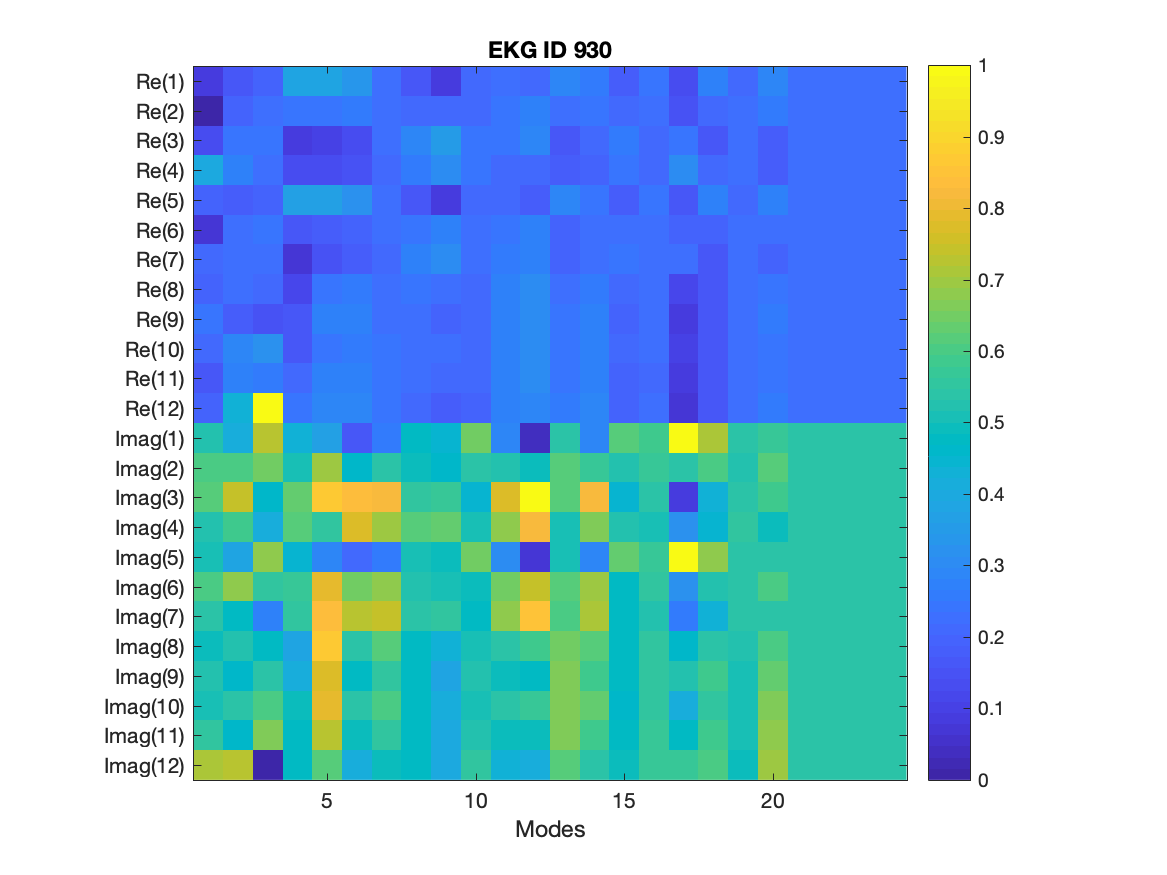 EKG ID 930
Re(1)
Re(2)
Re(3)
Re(4)
Re(5)
Re(6)
Re(7)
Re(8)
Re(9)
Re(10)
Re(11)
Re(12)
Imag(1)
Imag(2)
Imag(3)
Imag(4)
Imag(5)
Imag(6)
Imag(7)
Imag(8)
Imag(9)
Imag(10)
Imag(11)
Imag(12)
5 10 15 20
Modes
1
0.9
0.8
0.7
0.6
0.5
0.4
0.3
0.2
0.1
0